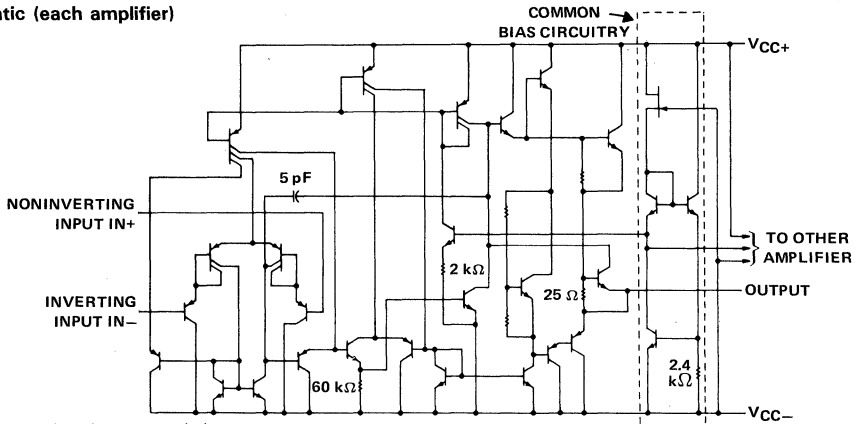 tic (each amplifier)
COMMON
BIAS CIRCUITRY
VCC+
5 pF
NONINVERTING
INPUT IN+
TO OTHER
AMPLIFIER
2 kΩ
25 Ω
OUTPUT
INVERTING
INPUT IN−
60 kΩ
2.4
kΩ
VCC−